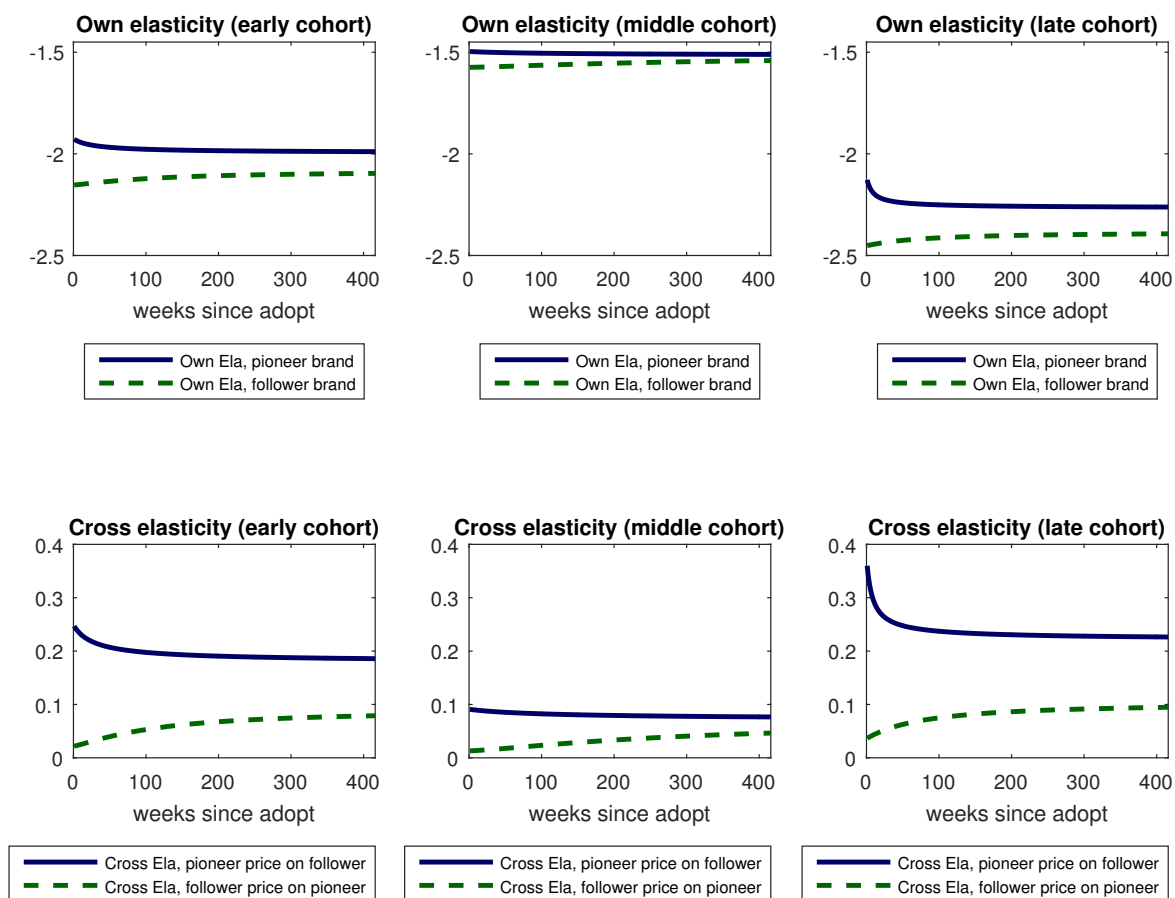 Own elasticity (early cohort)
-1.5
-2
-2.5
0 100 200 300 400
weeks since adopt
Own Ela, pioneer brand
Own Ela, follower brand
Own elasticity (middle cohort)
-1.5
-2
-2.5
0 100 200 300 400
weeks since adopt
Own Ela, pioneer brand
Own Ela, follower brand
Own elasticity (late cohort)
-1.5
-2
-2.5
0 100 200 300 400
weeks since adopt
Own Ela, pioneer brand
Own Ela, follower brand
Cross elasticity (early cohort)
0.4
0.3
0.2
0.1
0
0 100 200 300 400
weeks since adopt
Cross Ela, pioneer price on follower
Cross Ela, follower price on pioneer
Cross elasticity (middle cohort)
0.4
0.3
0.2
0.1
0
0 100 200 300 400
weeks since adopt
Cross Ela, pioneer price on follower
Cross Ela, follower price on pioneer
Cross elasticity (late cohort)
0.4
0.3
0.2
0.1
0
0 100 200 300 400
weeks since adopt
Cross Ela, pioneer price on follower
Cross Ela, follower price on pioneer